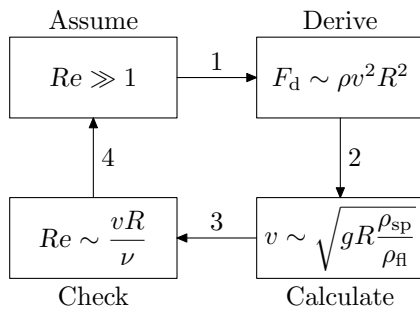 Assume Derive
Re ≫ 1 1 F_d ∼ ρv²R²
4 2
Re ∼ vR/ν 3 v ∼ √(gR ρ_sp/ρ_fl)
Check Calculate